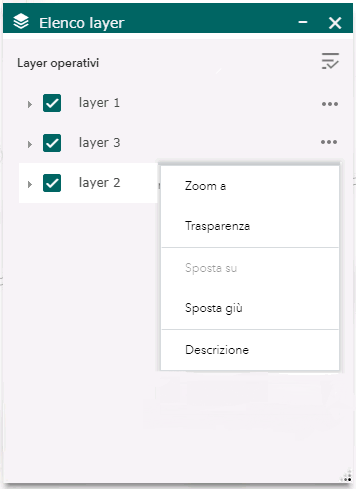 Elenco layer
Layer operativi
layer 1
layer 3
layer 2
Zoom a
Trasparenza
Sposta su
Sposta giù
Descrizione